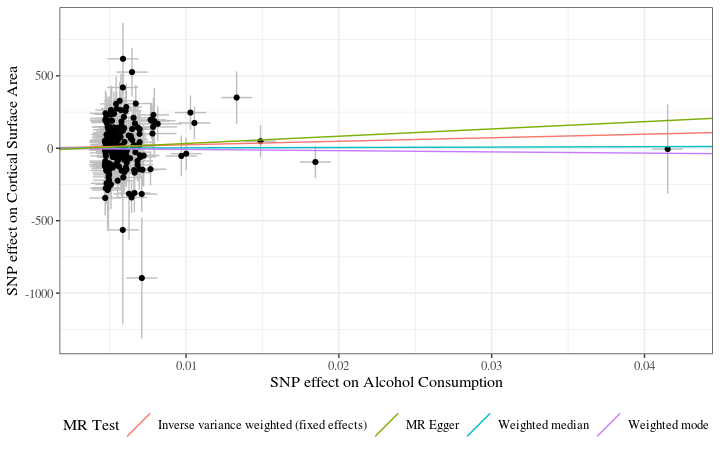 SNP effect on Cortical Surface Area
500
0
-500
-1000
0.01 0.02 0.03 0.04
SNP effect on Alcohol Consumption
MR Test Inverse variance weighted (fixed effects) MR Egger Weighted median Weighted mode